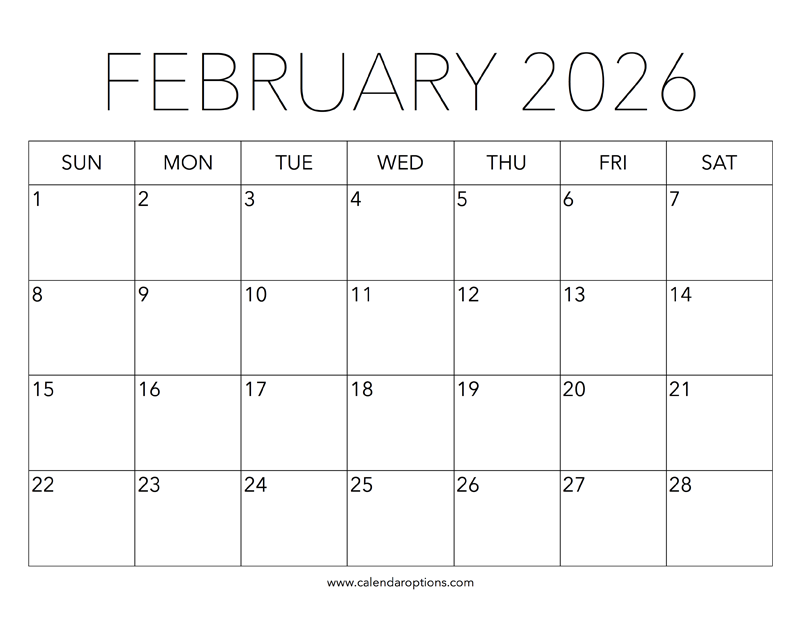 FEBRUARY 2026
SUN MON TUE WED THU FRI SAT
1 2 3 4 5 6 7
8 9 10 11 12 13 14
15 16 17 18 19 20 21
22 23 24 25 26 27 28
www.calendaroptions.com